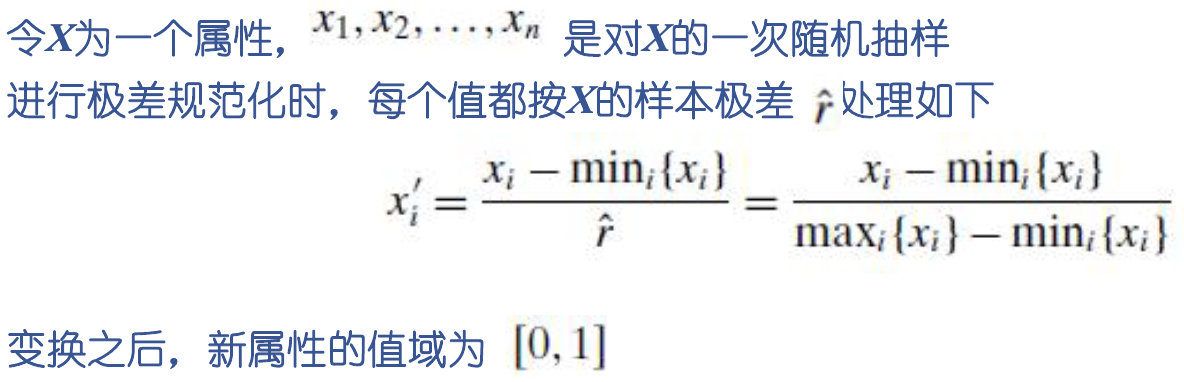 令X为一个属性，x₁, x₂, . . . , xₙ 是对X的一次随机抽样
进行极差规范化时，每个值都按X的样本极差 r̂ 处理如下
x′ᵢ = (xᵢ − minᵢ{xᵢ}) / r̂ = (xᵢ − minᵢ{xᵢ}) / (maxᵢ{xᵢ} − minᵢ{xᵢ})
变换之后，新属性的值域为 [0, 1]